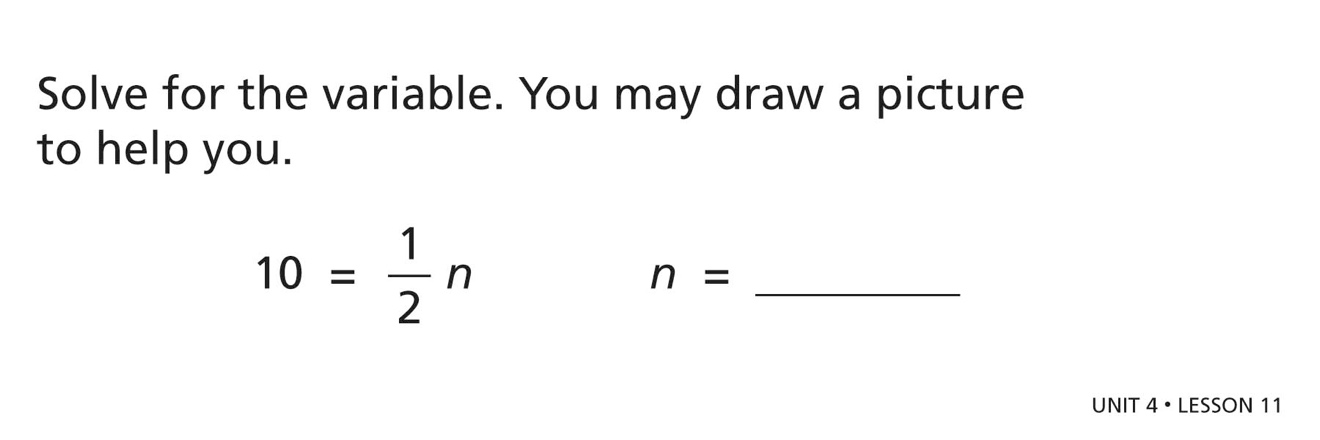 Solve for the variable. You may draw a picture
to help you.
10 = 1/2 n n = ________
UNIT 4 • LESSON 11